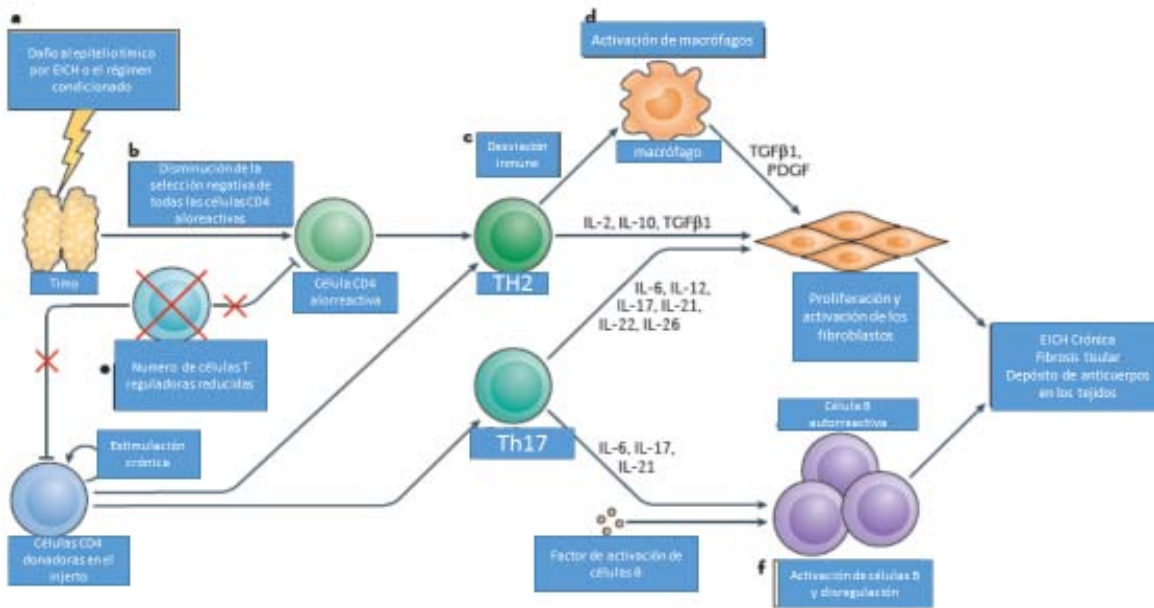 a
Daño al epitelio tímico
por EICH o el régimen
condicionado
Timo
b
Disminución de la
selección negativa de
todas las células CD4
aloreactivas
Célula CD4
alorreactiva
c
Desviación
inmune
TH2
d
Activación de macrófagos
macrófago
TGFβ1,
PDGF
IL-2, IL-10, TGFβ1
IL-6, IL-12,
IL-17, IL-21,
IL-22, IL-26
Proliferación y
activación de los
fibroblastos
EICH Crónica
Fibrosis tisular
Depósito de anticuerpos
en los tejidos
e
Numero de células T
reguladoras reducidas
Estimulación
crónica
Células CD4
donadoras en el
injerto
Th17
IL-6, IL-17,
IL-21
Factor de activación de
células B
Célula B
autorreactiva
f
Activación de células B
y disregulación